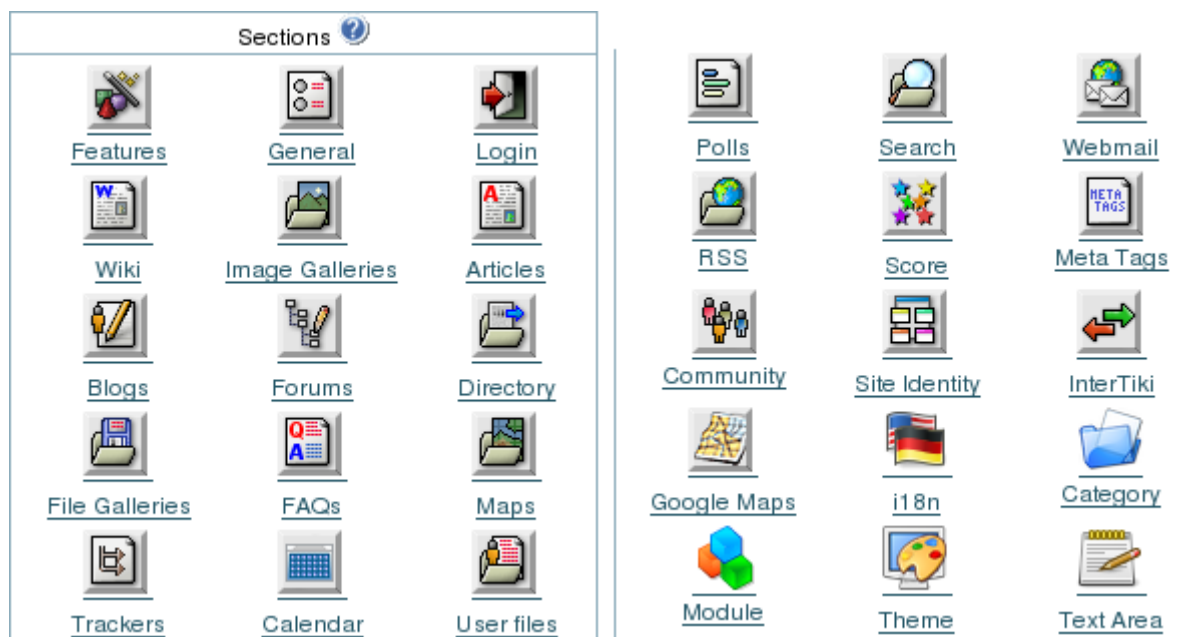 Sections ?
Features General Login
Wiki Image Galleries Articles
Blogs Forums Directory
File Galleries FAQs Maps
Trackers Calendar User files
Polls Search Webmail
RSS Score Meta Tags
META
TAGS
Community Site Identity InterTiki
Google Maps i18n Category
Module Theme Text Area
W
A
Q
A